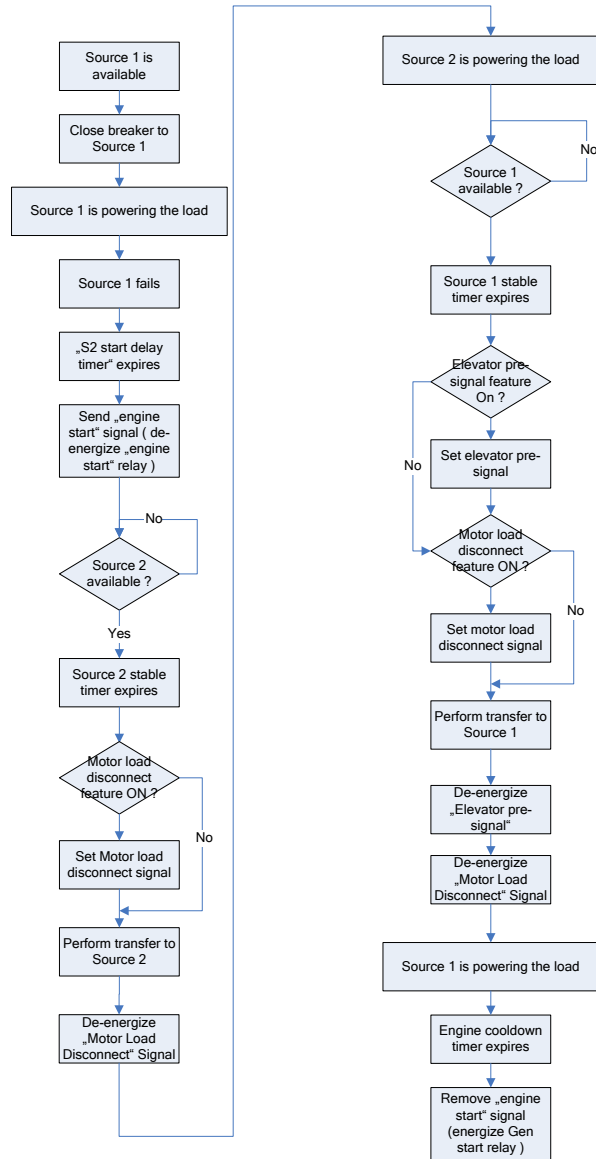 Source 1 is
available
Close breaker to
Source 1
Source 1 is powering the load
Source 1 fails
„S2 start delay
timer“ expires
Send „engine
start“ signal ( de-
energize „engine
start“ relay )
No
Source 2
available ?
Yes
Source 2 stable
timer expires
Motor load
disconnect
feature ON ?
No
Set Motor load
disconnect signal
Perform transfer to
Source 2
De-energize
„Motor Load
Disconnect“ Signal
Source 2 is powering the load
No
Source 1
available ?
Source 1 stable
timer expires
Elevator pre-
signal feature
On ?
No
Set elevator pre-
signal
Motor load
disconnect
feature ON ?
No
Set motor load
disconnect signal
Perform transfer to
Source 1
De-energize
„Elevator pre-
signal“
De-energize
„Motor Load
Disconnect“ Signal
Source 1 is powering the load
Engine cooldown
timer expires
Remove „engine
start“ signal
(energize Gen
start relay )